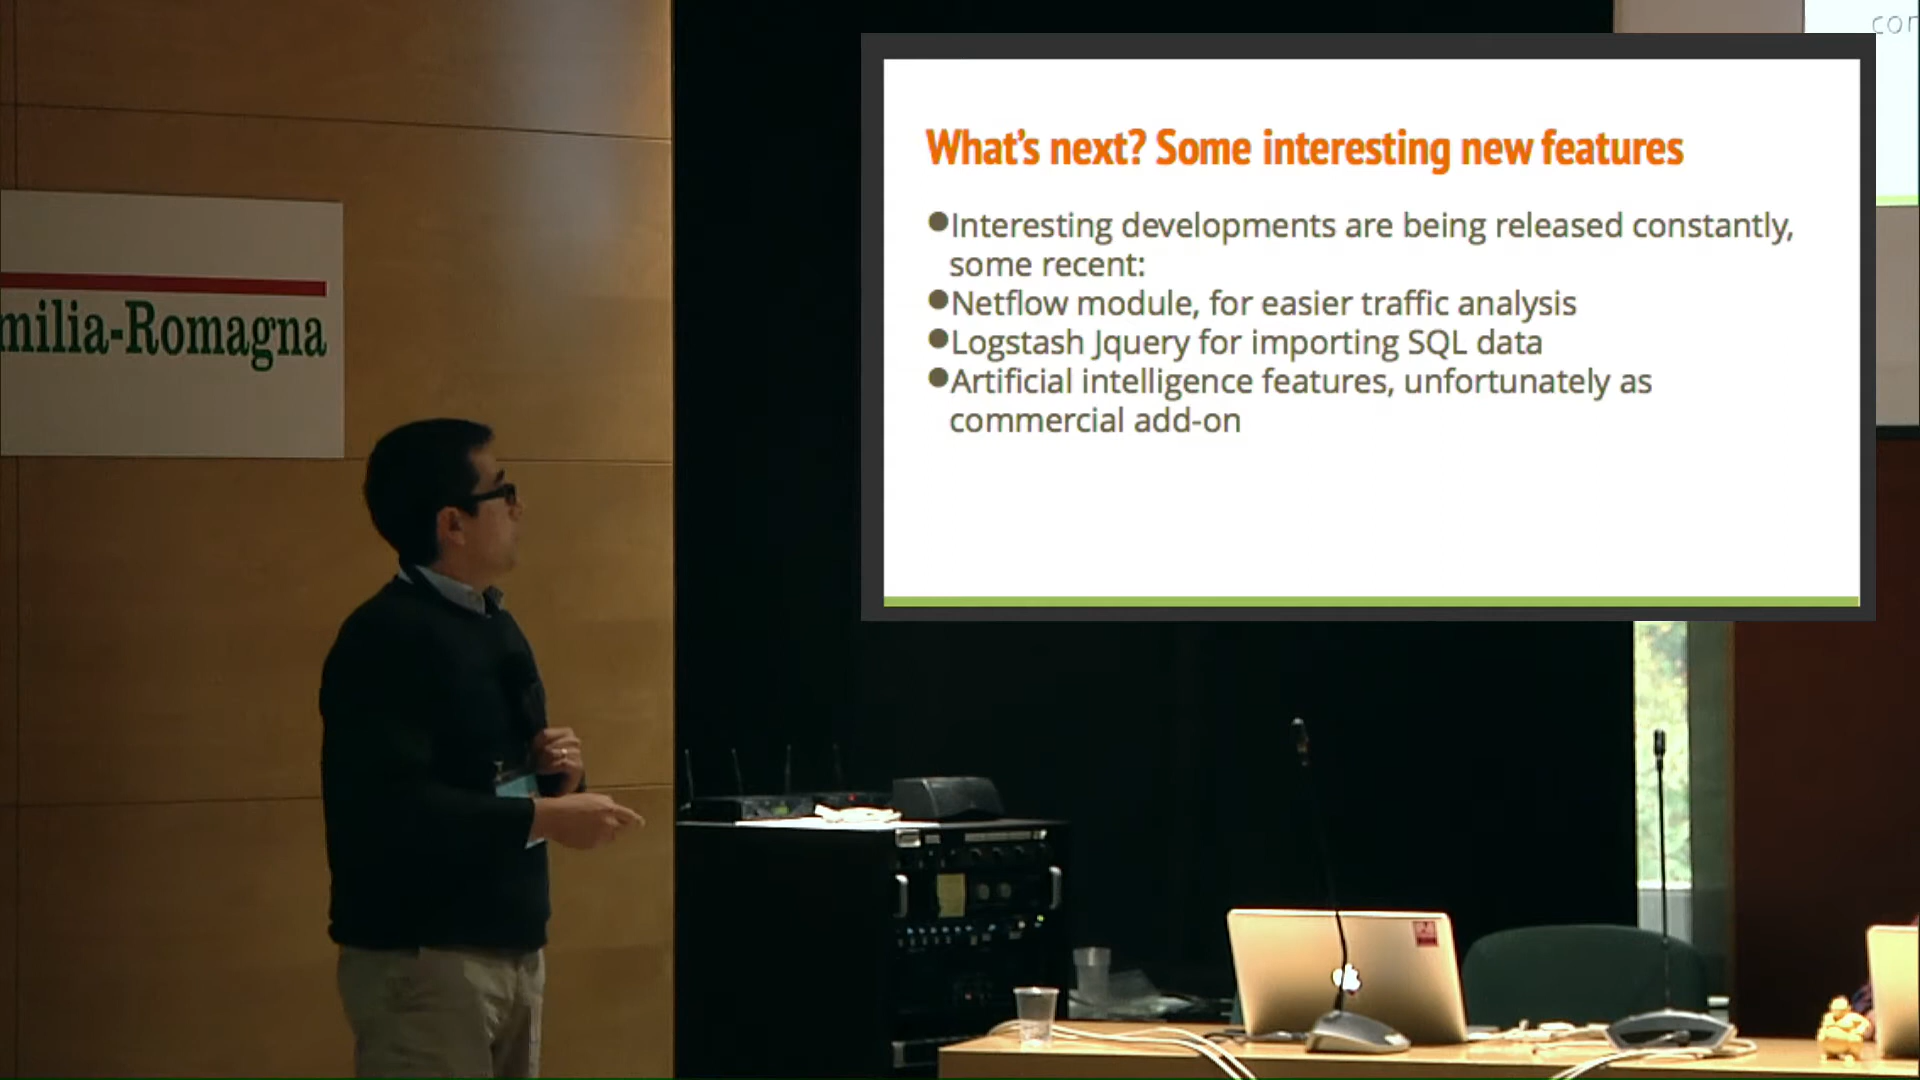 What's next? Some interesting new features
●Interesting developments are being released constantly,
some recent:
●Netflow module, for easier traffic analysis
●Logstash Jquery for importing SQL data
●Artificial intelligence features, unfortunately as
commercial add-on
milia-Romagna